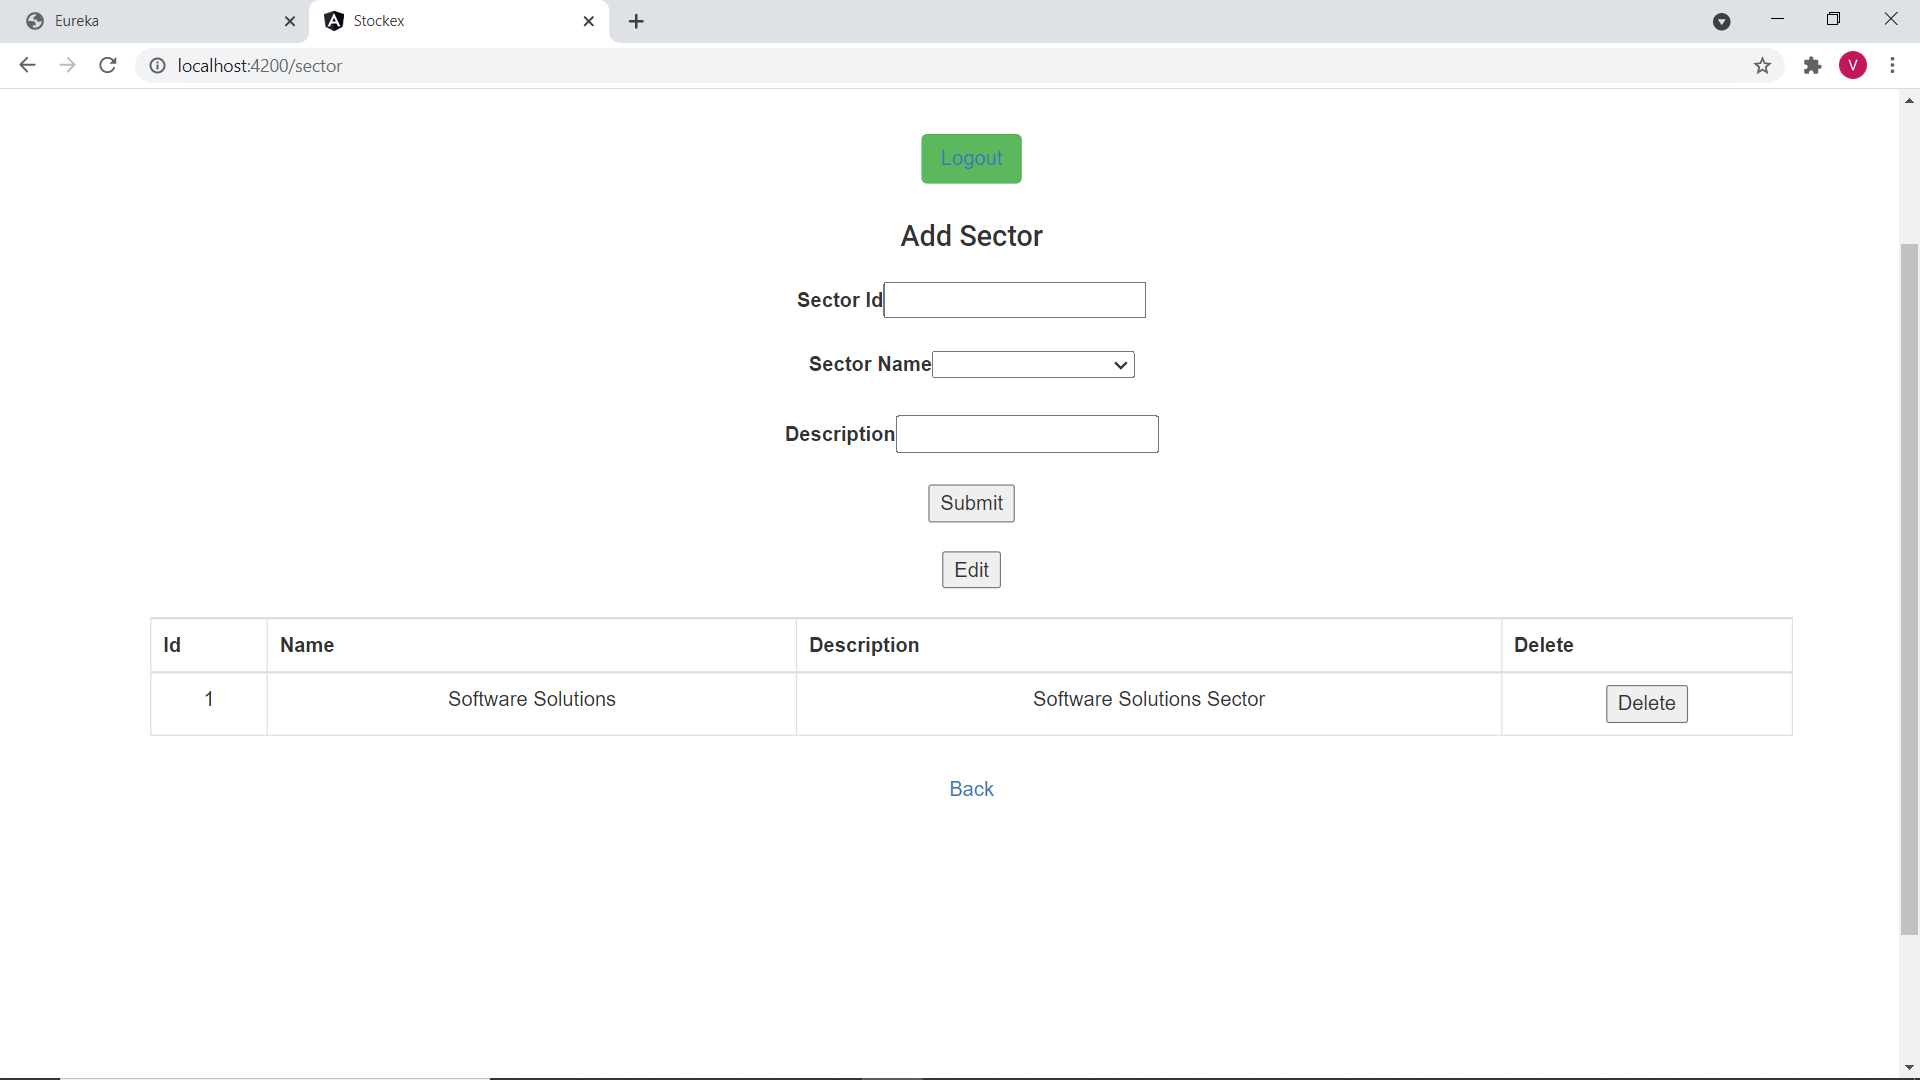 Eureka
Stockex
localhost:4200/sector
V
Logout
Add Sector
Sector Id
Sector Name
Description
Submit
Edit
Id Name Description Delete
1 Software Solutions Software Solutions Sector Delete
Back